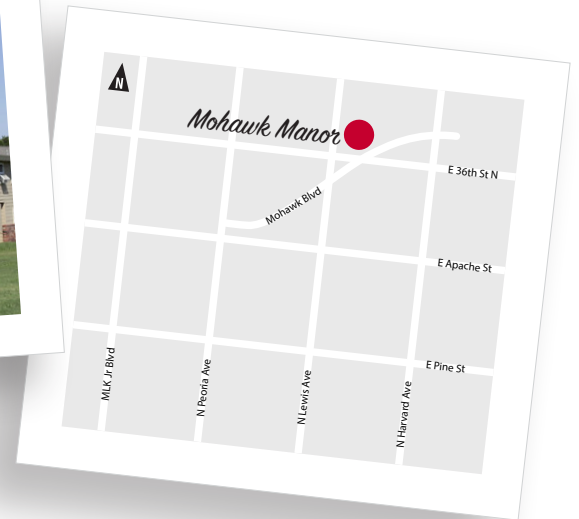 N
Mohawk Manor
E 36th St N
Mohawk Blvd
E Apache St
E Pine St
MLK Jr Blvd
N Peoria Ave
N Lewis Ave
N Harvard Ave